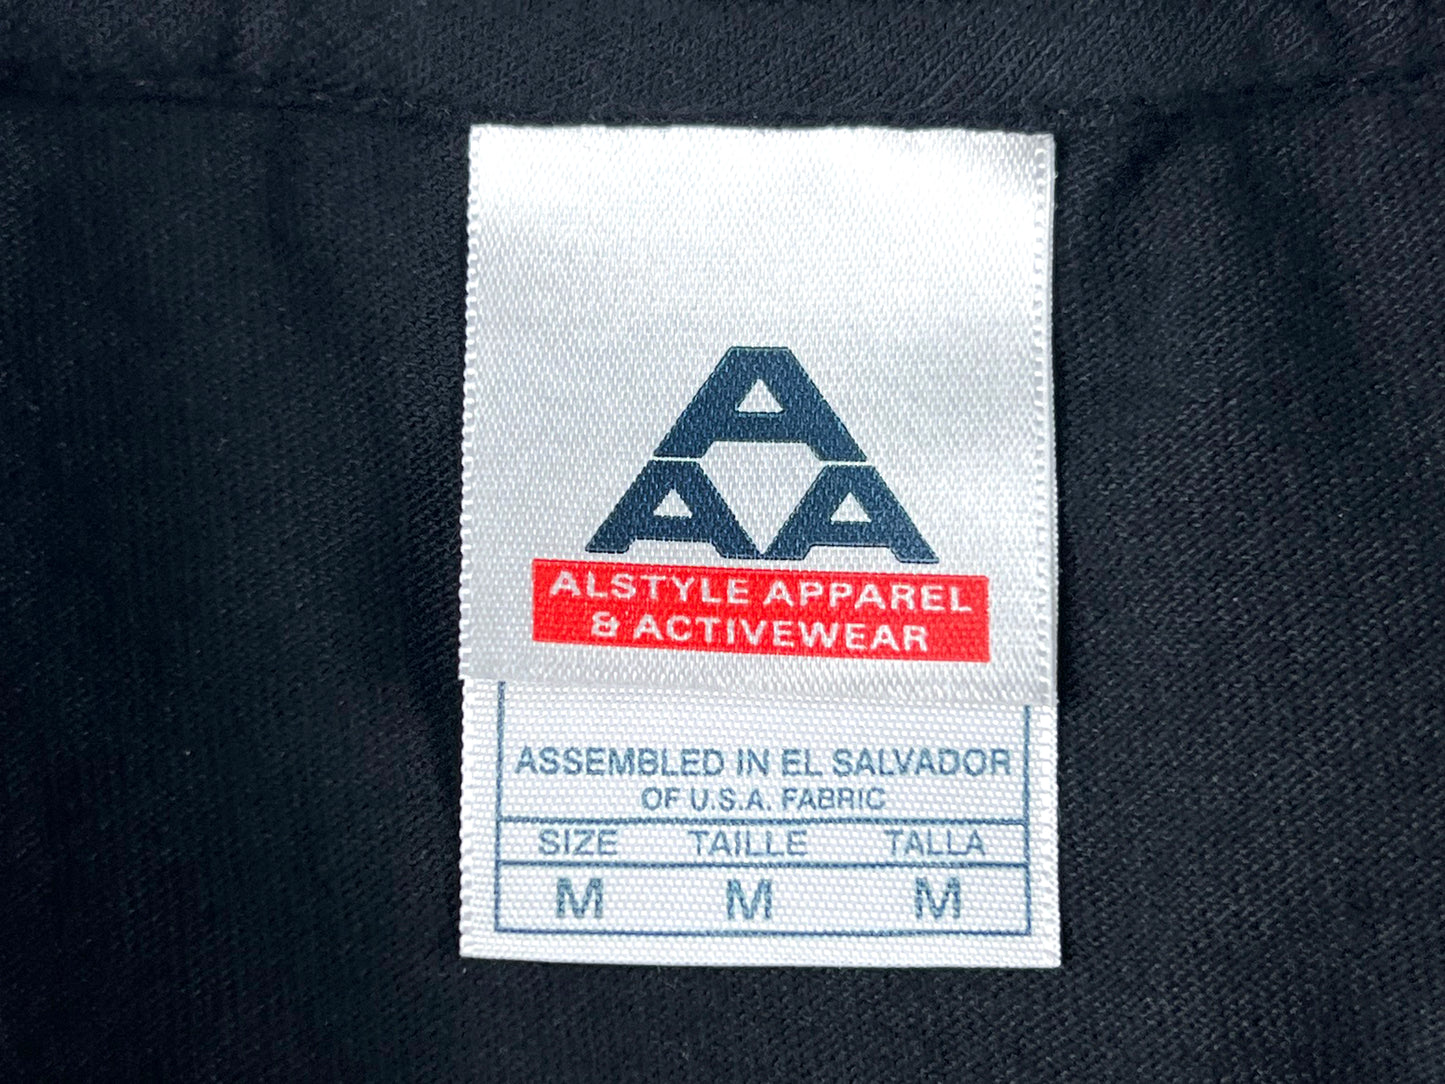 A
A A
ALSTYLE APPAREL
& ACTIVEWEAR
ASSEMBLED IN EL SALVADOR
OF U.S.A. FABRIC
SIZE TAILLE TALLA
M M M